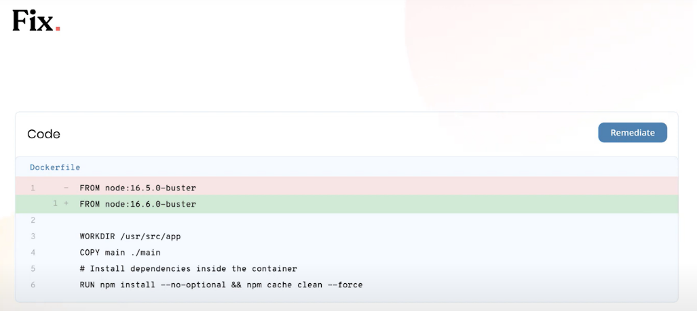 Fix.
Code
Remediate
Dockerfile
1 - FROM node:16.5.0-buster
1 + FROM node:16.6.0-buster
2
3 WORKDIR /usr/src/app
4 COPY main ./main
5 # Install dependencies inside the container
6 RUN npm install --no-optional && npm cache clean --force